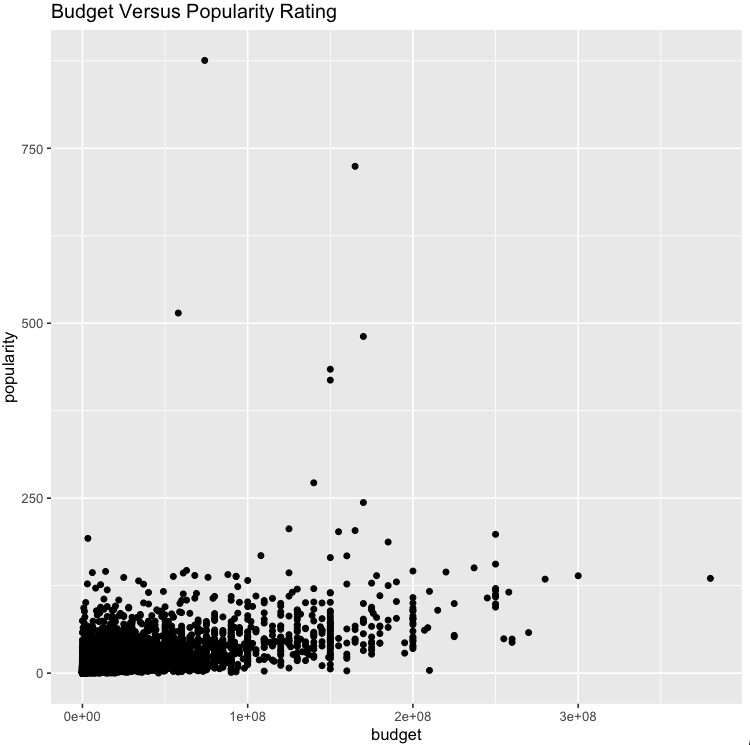 Budget Versus Popularity Rating
750
500
250
0
popularity
0e+00 1e+08 2e+08 3e+08
budget